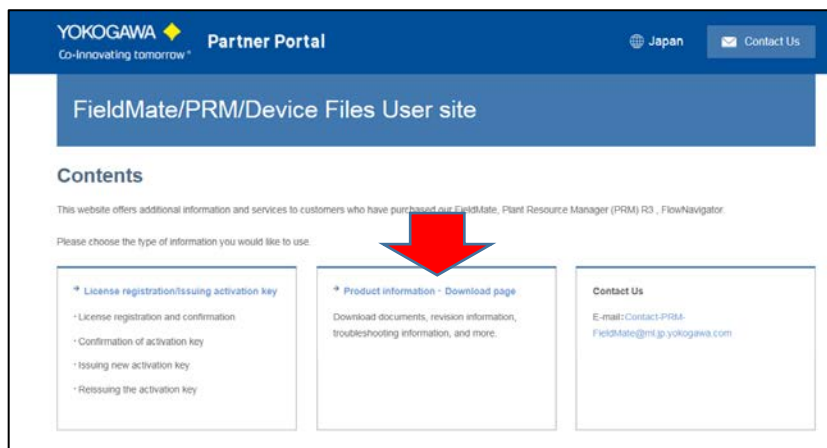 YOKOGAWA
Co-Innovating tomorrow®
Partner Portal
Japan
Contact Us
FieldMate/PRM/Device Files User site
Contents
This website offers additional information and services to customers who have purchased our FieldMate, Plant Resource Manager (PRM) R3 , FlowNavigator.
Please choose the type of information you would like to use.
License registration/Issuing activation key
・License registration and confirmation
・Confirmation of activation key
・Issuing new activation key
・Reissuing the activation key
Product information・Download page
Download documents, revision information,
troubleshooting information, and more.
Contact Us
E-mail:Contact-PRM-
FieldMate@ml.jp.yokogawa.com